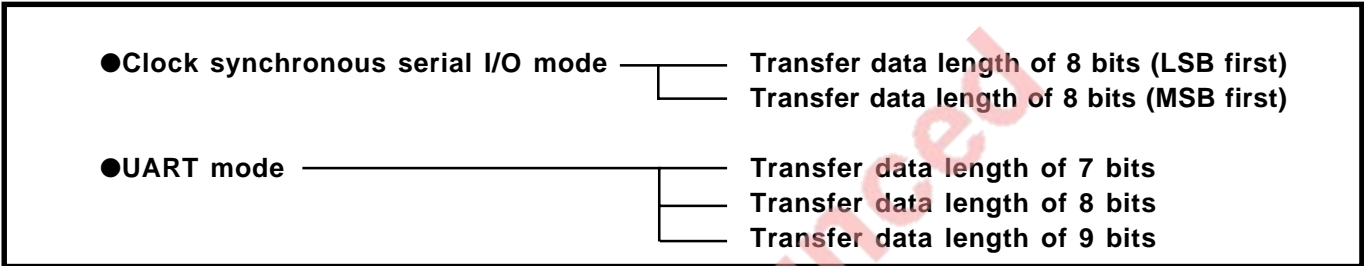 ●Clock synchronous serial I/O mode Transfer data length of 8 bits (LSB first)
Transfer data length of 8 bits (MSB first)
●UART mode Transfer data length of 7 bits
Transfer data length of 8 bits
Transfer data length of 9 bits